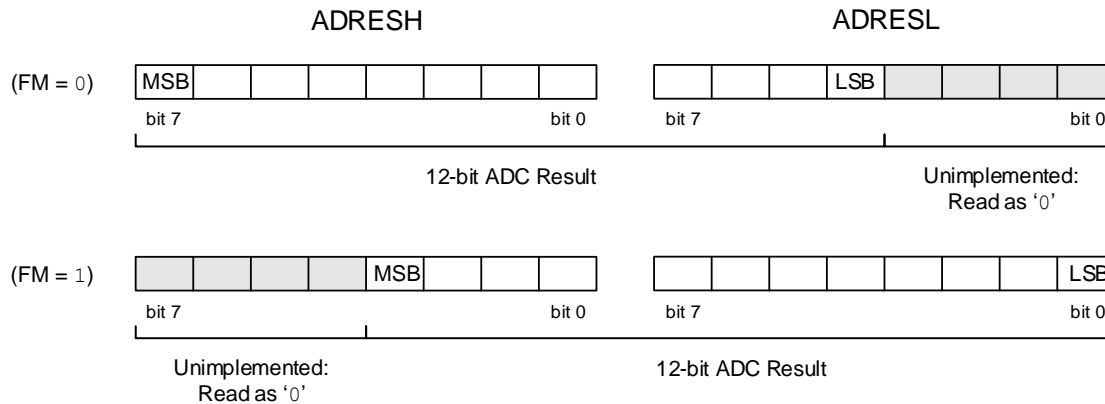 ADRESH ADRESL
(FM = 0) MSB LSB
bit 7 bit 0 bit 7 bit 0
12-bit ADC Result Unimplemented:
Read as ‘0’
(FM = 1) MSB LSB
bit 7 bit 0 bit 7 bit 0
Unimplemented: 12-bit ADC Result
Read as ‘0’